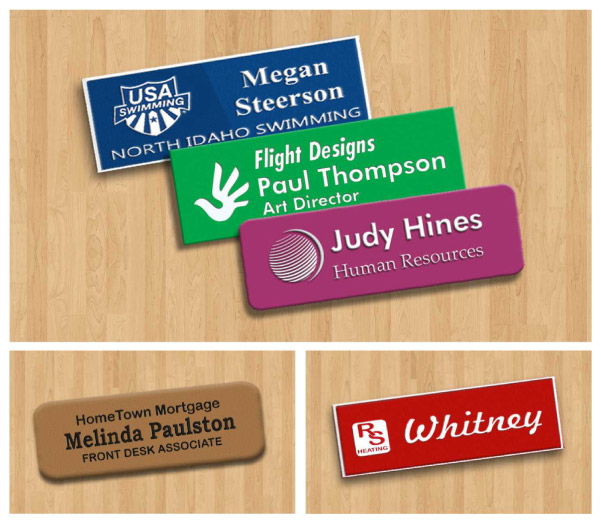 USA
SWIMMING
Megan
Steerson
NORTH IDAHO SWIMMING
Flight Designs
Paul Thompson
Art Director
Judy Hines
Human Resources
HomeTown Mortgage
Melinda Paulston
FRONT DESK ASSOCIATE
RS
HEATING
Whitney